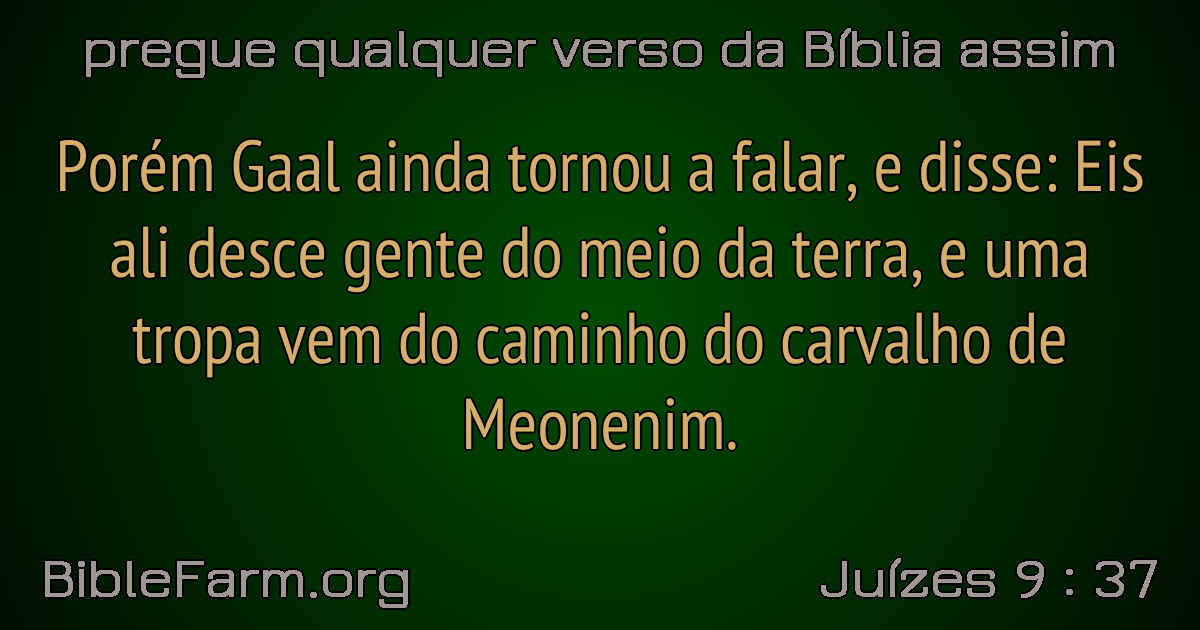 pregue qualquer verso da Bíblia assim
Porém Gaal ainda tornou a falar, e disse: Eis
ali desce gente do meio da terra, e uma
tropa vem do caminho do carvalho de
Meonenim.
BibleFarm.org
Juízes 9 : 37